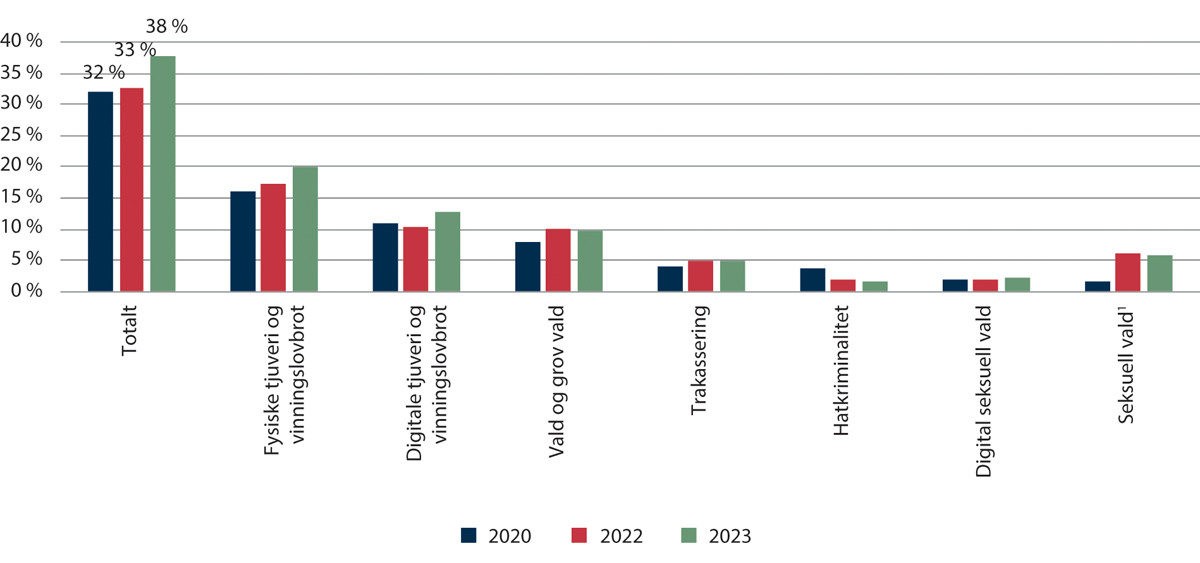 38 %
33 %
32 %
40 %
35 %
30 %
25 %
20 %
15 %
10 %
5 %
0 %
Totalt
Fysiske tjuveri og
vinningslovbrot
Digitale tjuveri og
vinningslovbrot
Vald og grov vald
Trakassering
Hatkriminalitet
Digital seksuell vald
Seksuell vald¹
2020
2022
2023